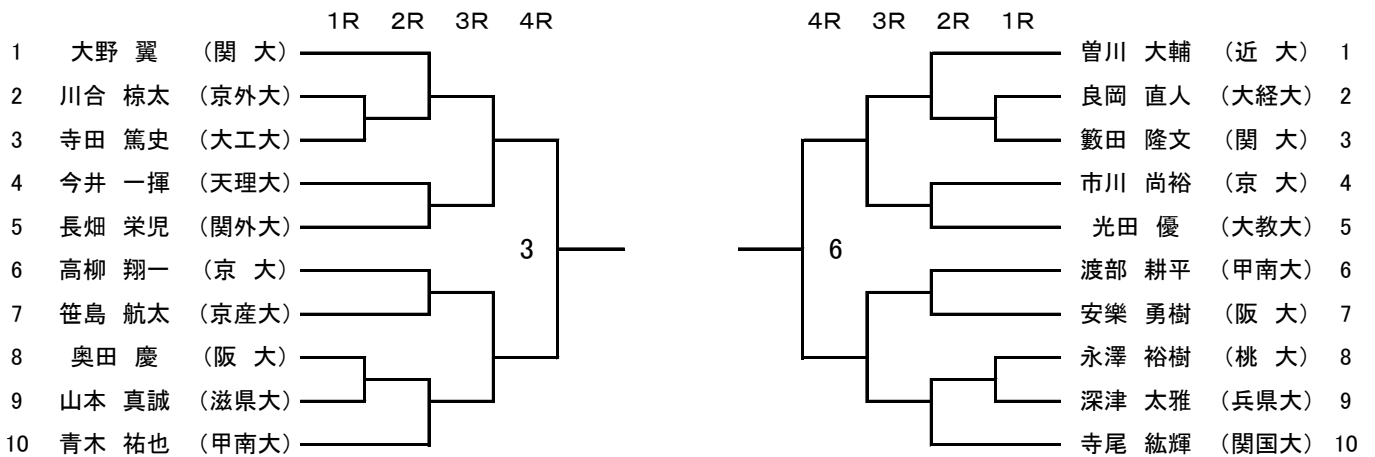 1R 2R 3R 4R 4R 3R 2R 1R
1 大野 翼 (関 大) 曽川 大輔 (近 大) 1
2 川合 椋太 (京外大) 良岡 直人 (大経大) 2
3 寺田 篤史 (大工大) 籔田 隆文 (関 大) 3
4 今井 一揮 (天理大) 市川 尚裕 (京 大) 4
5 長畑 栄児 (関外大) 光田 優 (大教大) 5
3 6
6 高柳 翔一 (京 大) 渡部 耕平 (甲南大) 6
7 笹島 航太 (京産大) 安樂 勇樹 (阪 大) 7
8 奥田 慶 (阪 大) 永澤 裕樹 (桃 大) 8
9 山本 真誠 (滋県大) 深津 太雅 (兵県大) 9
10 青木 祐也 (甲南大) 寺尾 紘輝 (関国大) 10